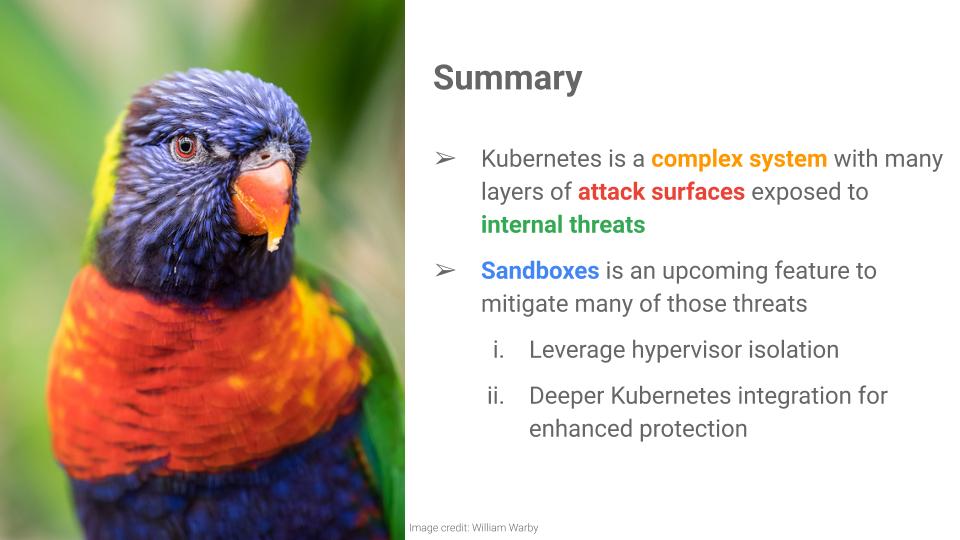 Summary
➢ Kubernetes is a complex system with many
layers of attack surfaces exposed to
internal threats
➢ Sandboxes is an upcoming feature to
mitigate many of those threats
i. Leverage hypervisor isolation
ii. Deeper Kubernetes integration for
enhanced protection
Image credit: William Warby